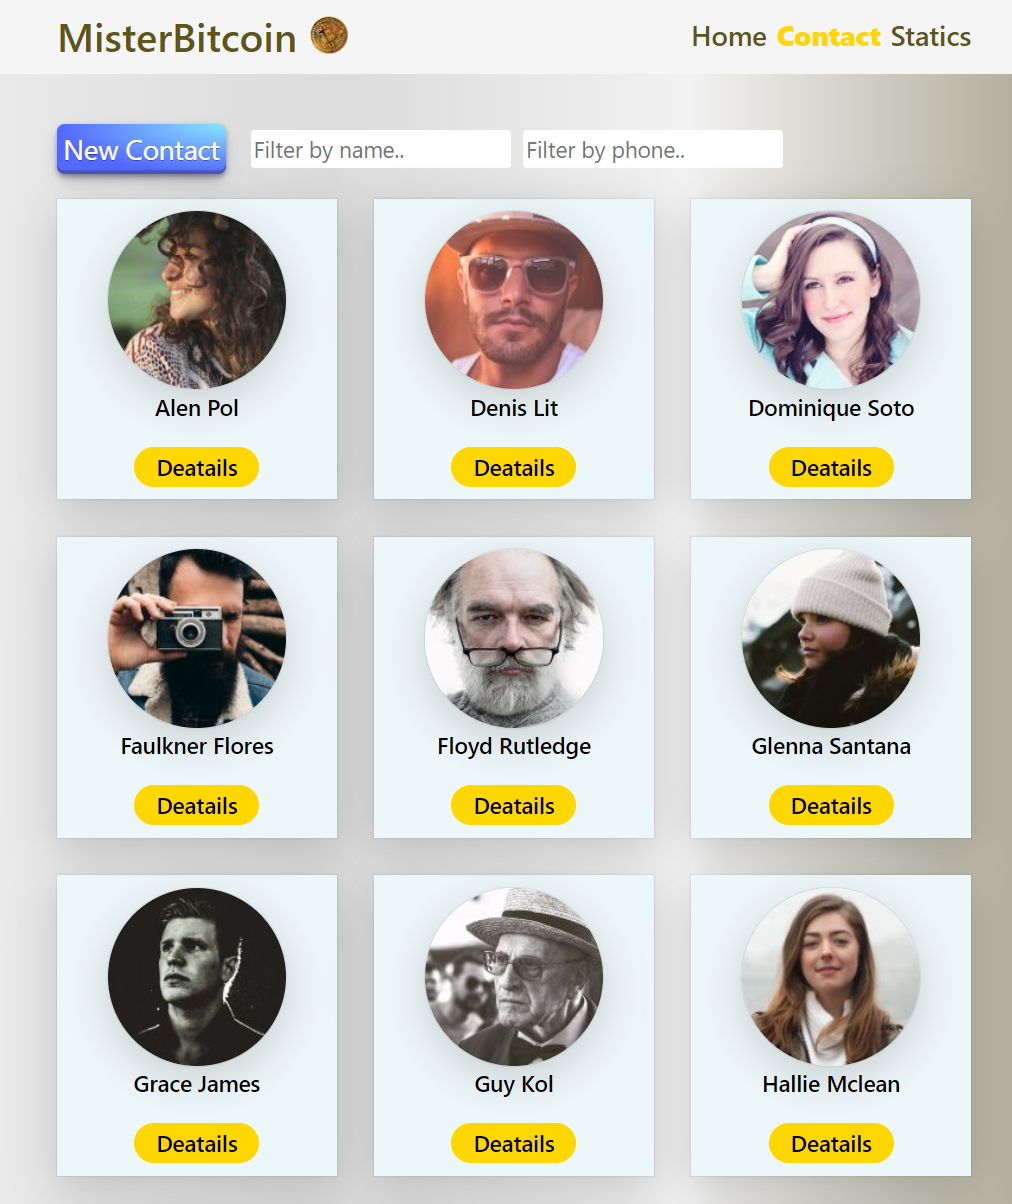 MisterBitcoin
Home Contact Statics
New Contact
Filter by name..
Filter by phone..
Alen Pol
Denis Lit
Dominique Soto
Deatails
Deatails
Deatails
Faulkner Flores
Floyd Rutledge
Glenna Santana
Deatails
Deatails
Deatails
Grace James
Guy Kol
Hallie Mclean
Deatails
Deatails
Deatails